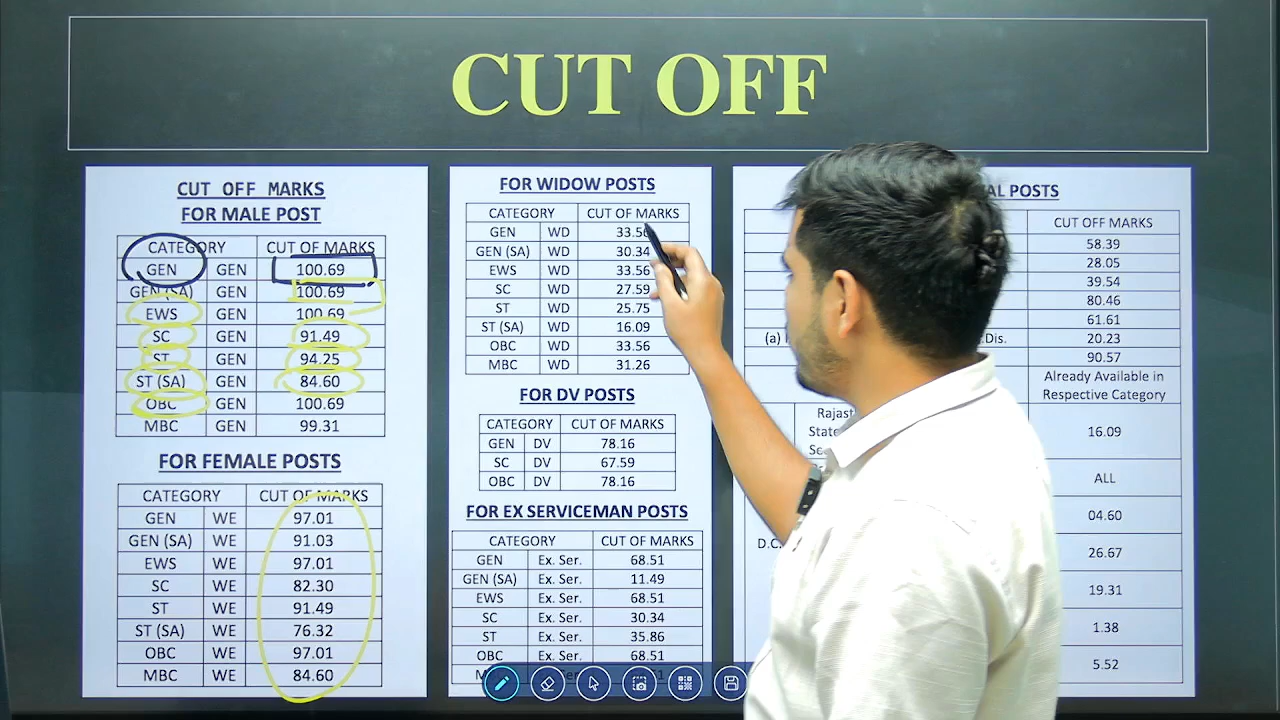 CUT OFF
CUT OFF MARKS
FOR MALE POST
CATEGORY CUT OF MARKS
GEN GEN 100.69
GEN (SA) GEN 100.69
EWS GEN 100.69
SC GEN 91.49
ST GEN 94.25
ST (SA) GEN 84.60
OBC GEN 100.69
MBC GEN 99.31
FOR FEMALE POSTS
CATEGORY CUT OF MARKS
GEN WE 97.01
GEN (SA) WE 91.03
EWS WE 97.01
SC WE 82.30
ST WE 91.49
ST (SA) WE 76.32
OBC WE 97.01
MBC WE 84.60
FOR WIDOW POSTS
CATEGORY CUT OF MARKS
GEN WD 33.56
GEN (SA) WD 30.34
EWS WD 33.56
SC WD 27.59
ST WD 25.75
ST (SA) WD 16.09
OBC WD 33.56
MBC WD 31.26
FOR DV POSTS
CATEGORY CUT OF MARKS
GEN DV 78.16
SC DV 67.59
OBC DV 78.16
FOR EX SERVICEMAN POSTS
CATEGORY CUT OF MARKS
GEN Ex. Ser. 68.51
GEN (SA) Ex. Ser. 11.49
EWS Ex. Ser. 68.51
SC Ex. Ser. 30.34
ST Ex. Ser. 35.86
OBC Ex. Ser. 68.51
POSTS
CUT OFF MARKS
58.39
28.05
39.54
80.46
61.61
(a) Dis. 20.23
90.57
Already Available in
Respective Category
16.09
ALL
04.60
D.C. 26.67
19.31
1.38
5.52